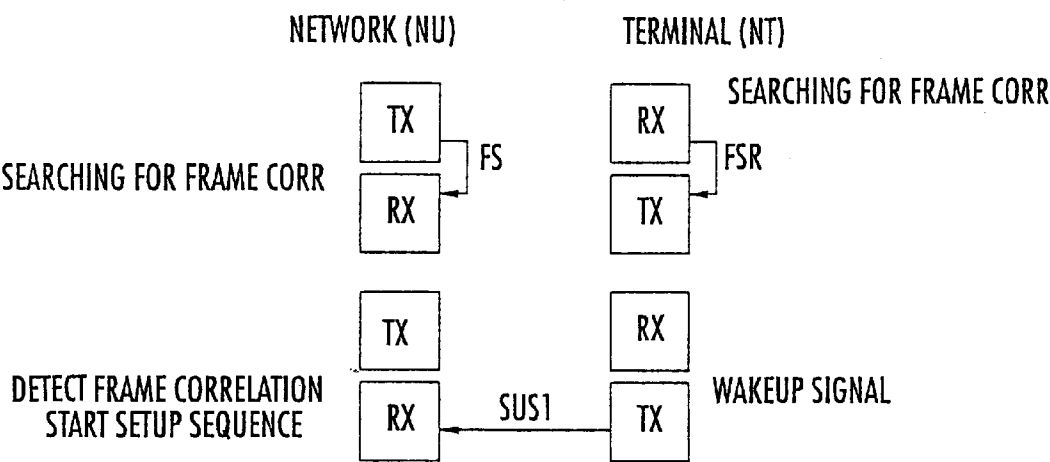 NETWORK (NU)
TERMINAL (NT)
TX
RX
SEARCHING FOR FRAME CORR
FS
FSR
SEARCHING FOR FRAME CORR
RX
TX
TX
RX
DETECT FRAME CORRELATION
START SETUP SEQUENCE
RX
SUS1
TX
WAKEUP SIGNAL